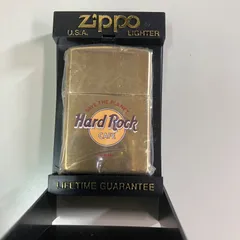 zippo
U.S.A. LIGHTER
SAVE THE PLANET
Hard Rock
CAFE
LIFETIME GUARANTEE